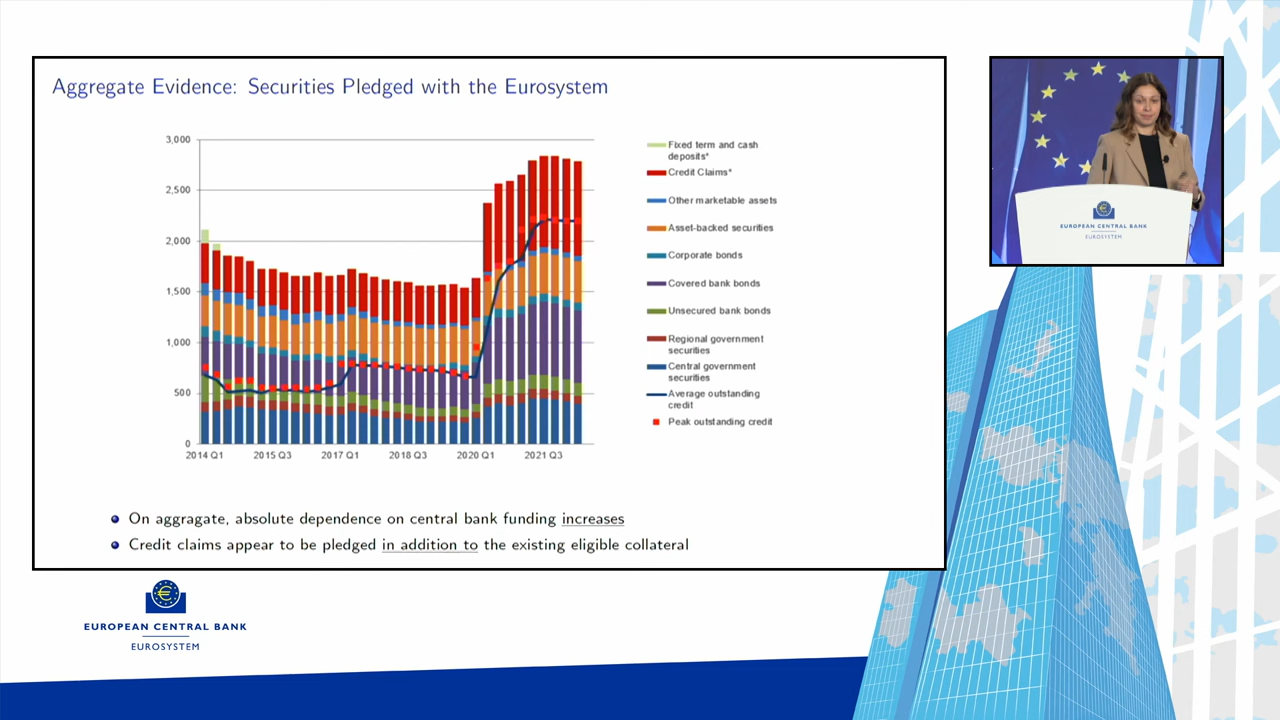 Aggregate Evidence: Securities Pledged with the Eurosystem
3,000
2,500
2,000
1,500
1,000
500
0
2014 Q1 2015 Q3 2017 Q1 2018 Q3 2020 Q1 2021 Q3
Fixed term and cash
deposits*
Credit Claims*
Other marketable assets
Asset-backed securities
Corporate bonds
Covered bank bonds
Unsecured bank bonds
Regional government
securities
Central government
securities
Average outstanding
credit
Peak outstanding credit
On aggragate, absolute dependence on central bank funding increases
Credit claims appear to be pledged in addition to the existing eligible collateral
EUROPEAN CENTRAL BANK
EUROSYSTEM
EUROPEAN CENTRAL BANK
EUROSYSTEM